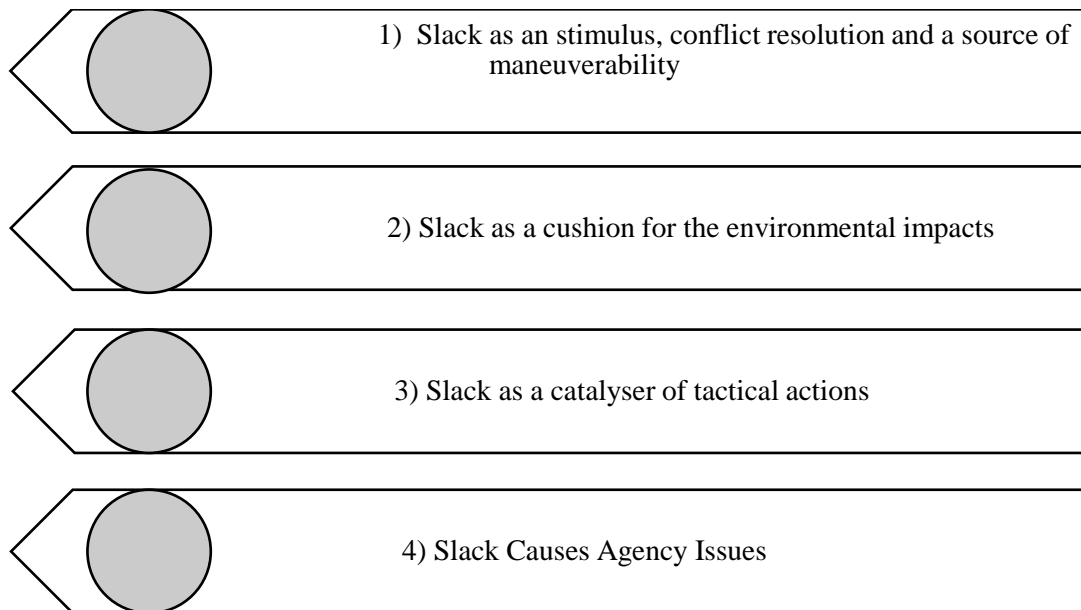 1) Slack as an stimulus, conflict resolution and a source of
maneuverability
2) Slack as a cushion for the environmental impacts
3) Slack as a catalyser of tactical actions
4) Slack Causes Agency Issues